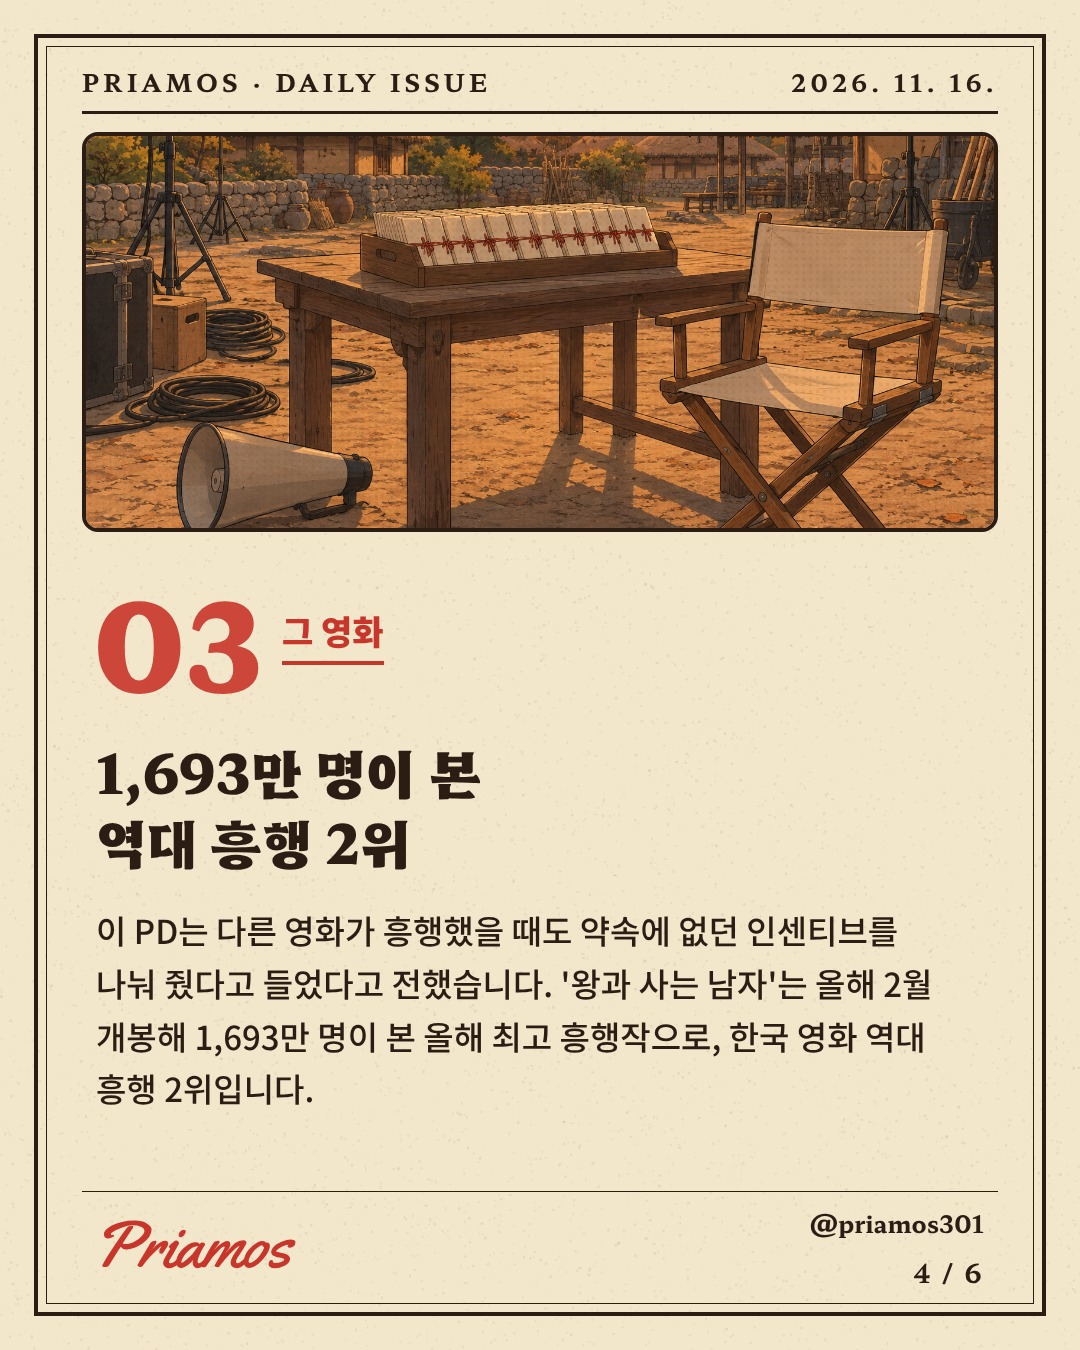 PRIAMOS · DAILY ISSUE
2026. 11. 16.
03
그 영화
1,693만 명이 본
역대 흥행 2위
이 PD는 다른 영화가 흥행했을 때도 약속에 없던 인센티브를
나눠 줬다고 들었다고 전했습니다. '왕과 사는 남자'는 올해 2월
개봉해 1,693만 명이 본 올해 최고 흥행작으로, 한국 영화 역대
흥행 2위입니다.
Priamos
@priamos301
4 / 6